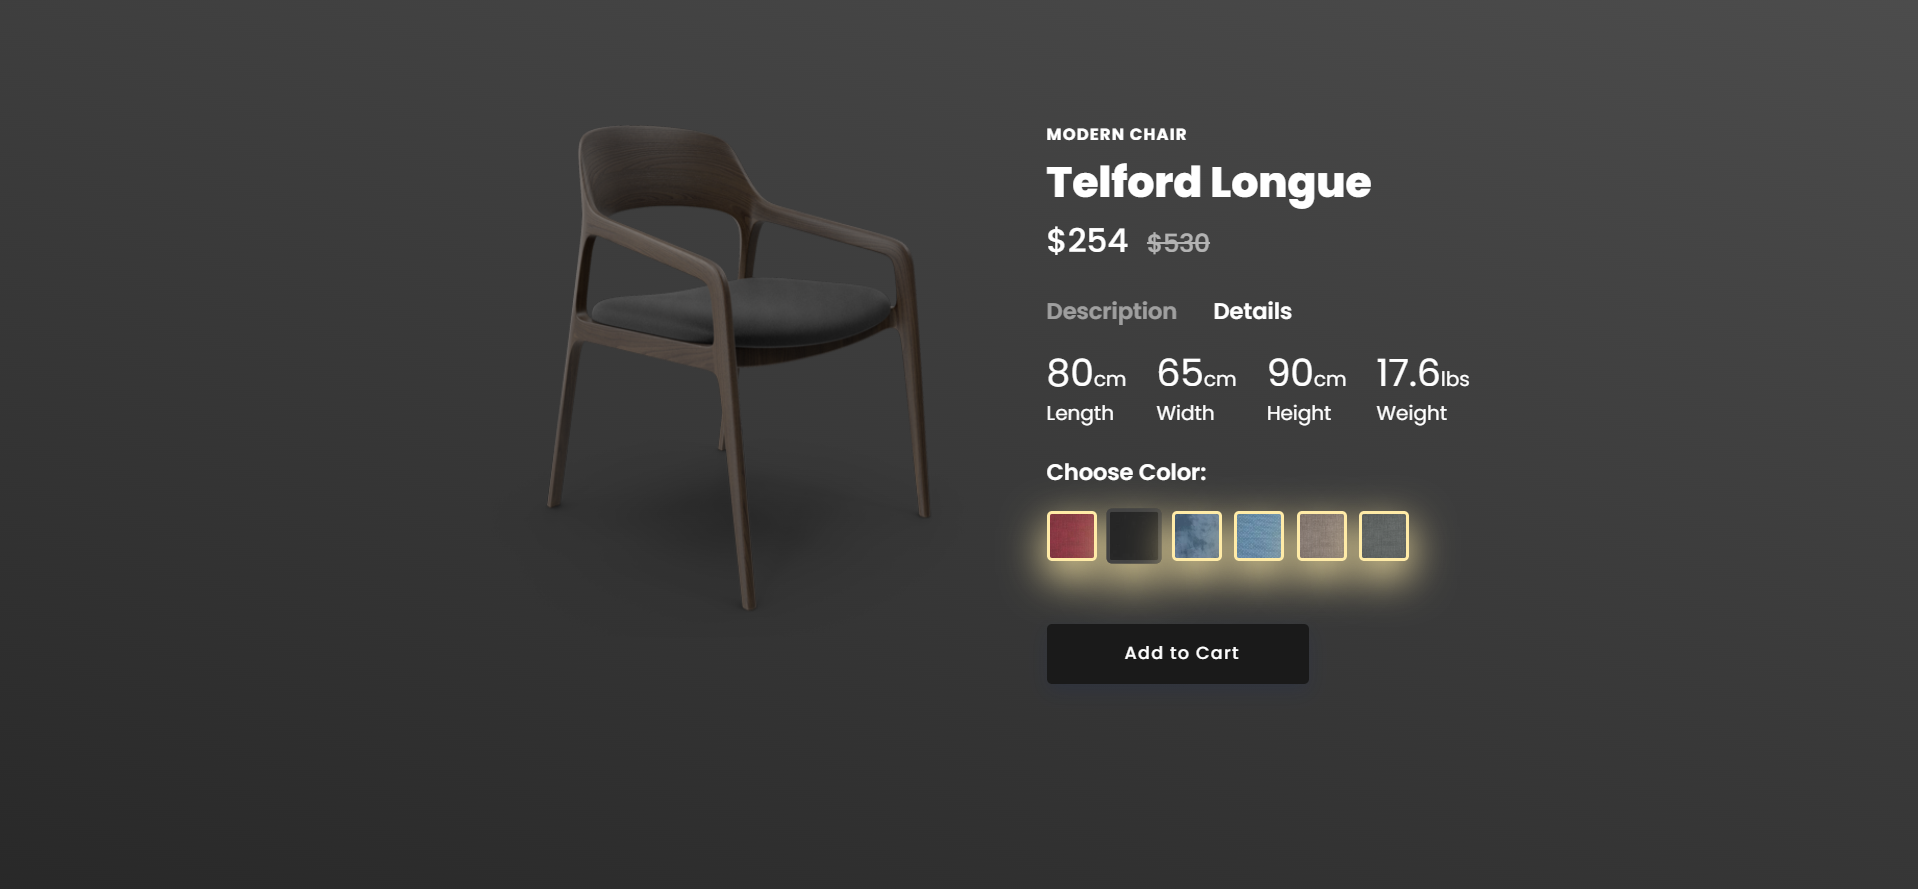 MODERN CHAIR
Telford Longue
$254 $530
Description Details
80cm 65cm 90cm 17.6lbs
Length Width Height Weight
Choose Color:
Add to Cart